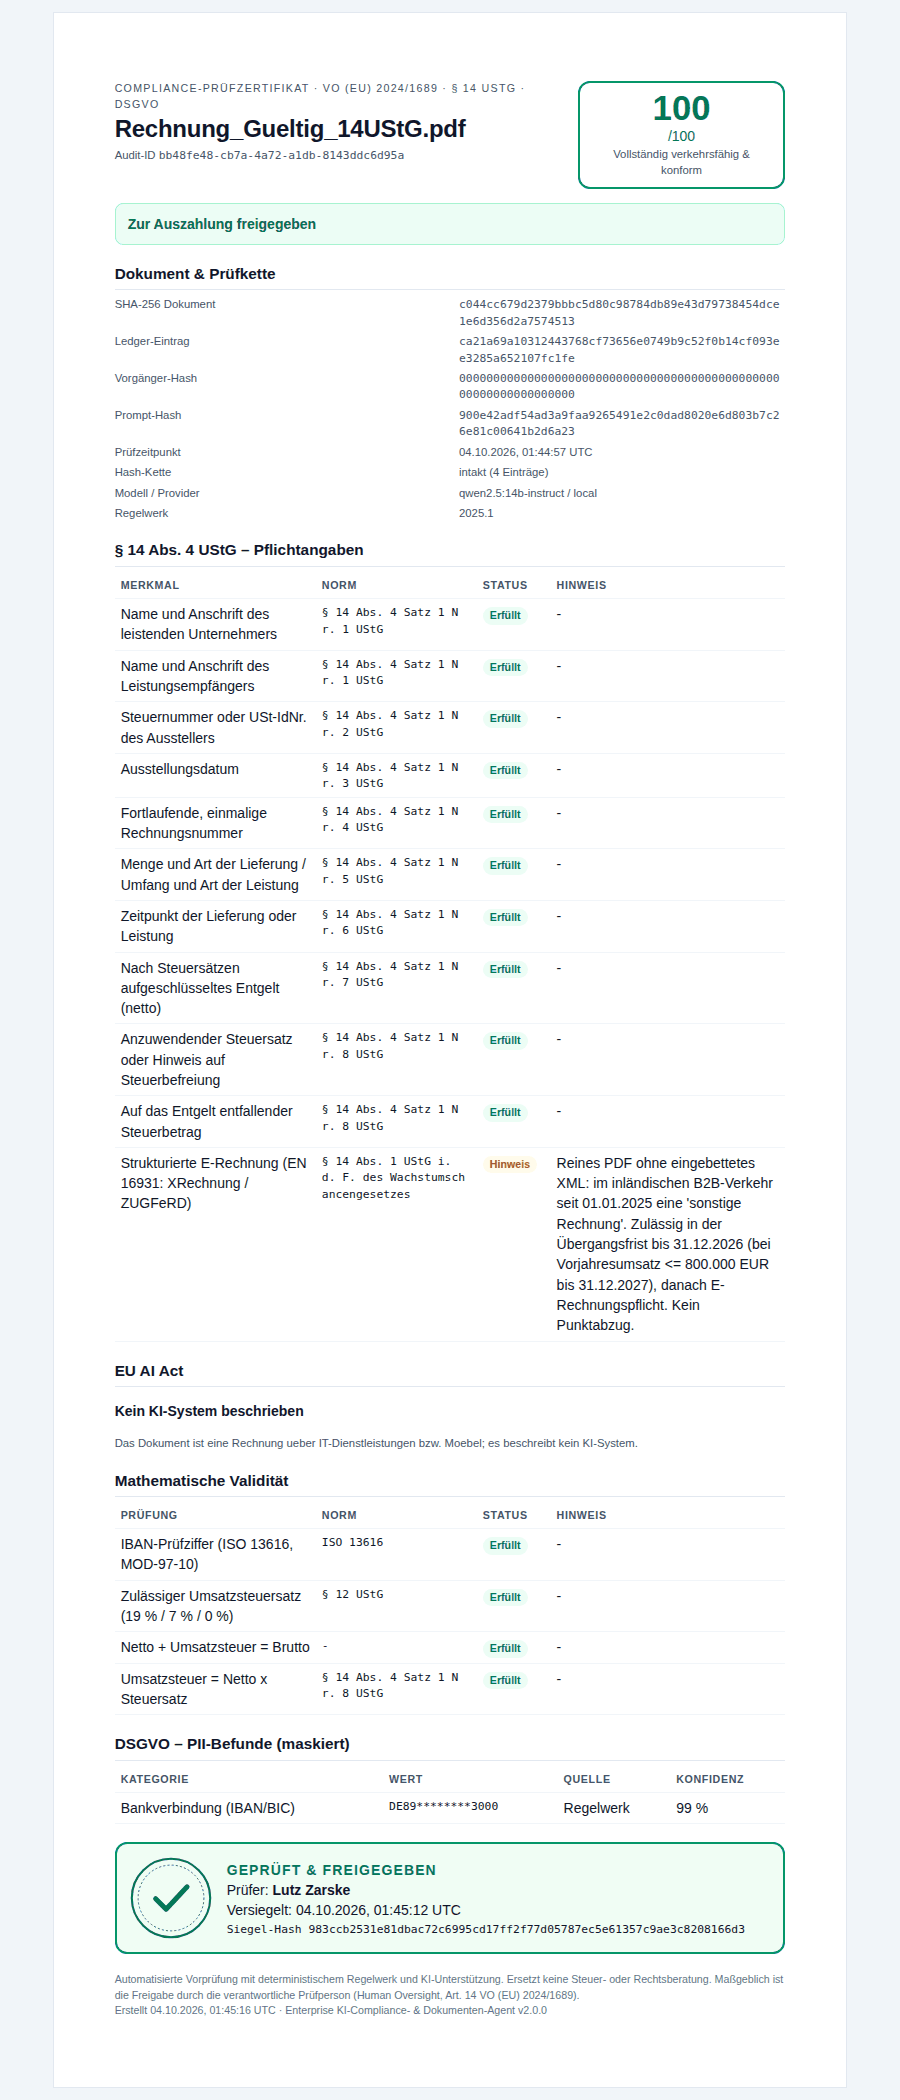 COMPLIANCE-PRÜFZERTIFIKAT · VO (EU) 2024/1689 · § 14 USTG ·
DSGVO
Rechnung_Gueltig_14UStG.pdf
Audit-ID bb48fe48-cb7a-4a72-a1db-8143ddc6d95a
100
/100
Vollständig verkehrsfähig &
konform
Zur Auszahlung freigegeben
Dokument & Prüfkette
SHA-256 Dokument c044cc679d2379bbbc5d80c98784db89e43d79738454dce
1e6d356d2a7574513
Ledger-Eintrag ca21a69a10312443768cf73656e0749b9c52f0b14cf093e
e3285a652107fc1fe
Vorgänger-Hash 00000000000000000000000000000000000000000000000
00000000000000000
Prompt-Hash 900e42adf54ad3a9faa9265491e2c0dad8020e6d803b7c2
6e81c00641b2d6a23
Prüfzeitpunkt 04.10.2026, 01:44:57 UTC
Hash-Kette intakt (4 Einträge)
Modell / Provider qwen2.5:14b-instruct / local
Regelwerk 2025.1
§ 14 Abs. 4 UStG – Pflichtangaben
MERKMAL NORM STATUS HINWEIS
Name und Anschrift des § 14 Abs. 4 Satz 1 N Erfüllt -
leistenden Unternehmers r. 1 UStG
Name und Anschrift des § 14 Abs. 4 Satz 1 N Erfüllt -
Leistungsempfängers r. 1 UStG
Steuernummer oder USt-IdNr. § 14 Abs. 4 Satz 1 N Erfüllt -
des Ausstellers r. 2 UStG
Ausstellungsdatum § 14 Abs. 4 Satz 1 N Erfüllt -
r. 3 UStG
Fortlaufende, einmalige § 14 Abs. 4 Satz 1 N Erfüllt -
Rechnungsnummer r. 4 UStG
Menge und Art der Lieferung / § 14 Abs. 4 Satz 1 N Erfüllt -
Umfang und Art der Leistung r. 5 UStG
Zeitpunkt der Lieferung oder § 14 Abs. 4 Satz 1 N Erfüllt -
Leistung r. 6 UStG
Nach Steuersätzen § 14 Abs. 4 Satz 1 N Erfüllt -
aufgeschlüsseltes Entgelt r. 7 UStG
(netto)
Anzuwendender Steuersatz § 14 Abs. 4 Satz 1 N Erfüllt -
oder Hinweis auf r. 8 UStG
Steuerbefreiung
Auf das Entgelt entfallender § 14 Abs. 4 Satz 1 N Erfüllt -
Steuerbetrag r. 8 UStG
Strukturierte E-Rechnung (EN § 14 Abs. 1 UStG i. Hinweis Reines PDF ohne eingebettetes
16931: XRechnung / d. F. des Wachstumsch XML: im inländischen B2B-Verkehr
ZUGFeRD) ancengesetzes seit 01.01.2025 eine 'sonstige
Rechnung'. Zulässig in der
Übergangsfrist bis 31.12.2026 (bei
Vorjahresumsatz <= 800.000 EUR
bis 31.12.2027), danach E-
Rechnungspflicht. Kein
Punktabzug.
EU AI Act
Kein KI-System beschrieben
Das Dokument ist eine Rechnung ueber IT-Dienstleistungen bzw. Moebel; es beschreibt kein KI-System.
Mathematische Validität
PRÜFUNG NORM STATUS HINWEIS
IBAN-Prüfziffer (ISO 13616, ISO 13616 Erfüllt -
MOD-97-10)
Zulässiger Umsatzsteuersatz § 12 UStG Erfüllt -
(19 % / 7 % / 0 %)
Netto + Umsatzsteuer = Brutto - Erfüllt -
Umsatzsteuer = Netto x § 14 Abs. 4 Satz 1 N Erfüllt -
Steuersatz r. 8 UStG
DSGVO – PII-Befunde (maskiert)
KATEGORIE WERT QUELLE KONFIDENZ
Bankverbindung (IBAN/BIC) DE89********3000 Regelwerk 99 %
GEPRÜFT & FREIGEGEBEN
Prüfer: Lutz Zarske
Versiegelt: 04.10.2026, 01:45:12 UTC
Siegel-Hash 983ccb2531e81dbac72c6995cd17ff2f77d05787ec5e61357c9ae3c8208166d3
Automatisierte Vorprüfung mit deterministischem Regelwerk und KI-Unterstützung. Ersetzt keine Steuer- oder Rechtsberatung. Maßgeblich ist
die Freigabe durch die verantwortliche Prüfperson (Human Oversight, Art. 14 VO (EU) 2024/1689).
Erstellt 04.10.2026, 01:45:16 UTC · Enterprise KI-Compliance- & Dokumenten-Agent v2.0.0